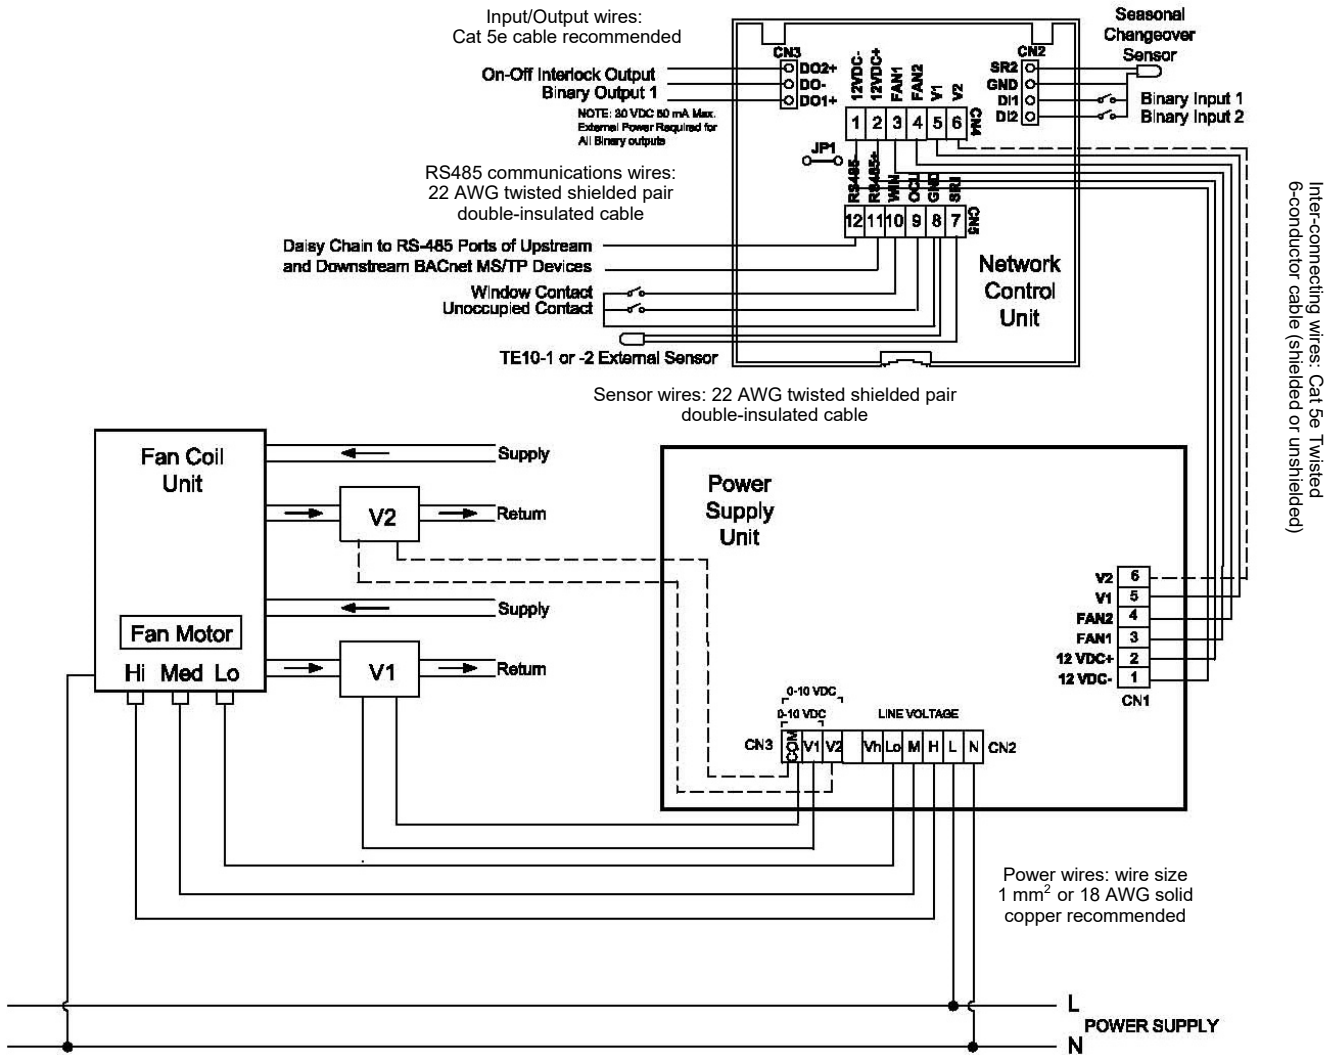 Input/Output wires:
Cat 5e cable recommended
Seasonal
Changeover
Sensor
CN3
CN2
On-Off Interlock Output
Binary Output 1
DO2+
DO-
DO1+
12VDC-
12VDC+
FAN1
FAN2
V1
V2
SR2
GND
DI1
DI2
Binary Input 1
Binary Input 2
NOTE: 30 VDC 50 mA Max.
External Power Required for
All Binary outputs
1 2 3 4 5 6
CN4
JP1
RS485 communications wires:
22 AWG twisted shielded pair
double-insulated cable
RS485-
RS485+
WIN
OCU
GND
SR1
12 11 10 9 8 7
CN5
Daisy Chain to RS-485 Ports of Upstream
and Downstream BACnet MS/TP Devices
Window Contact
Unoccupied Contact
TE10-1 or -2 External Sensor
Network
Control
Unit
Inter-connecting wires: Cat 5e Twisted
6-conductor cable (shielded or unshielded)
Sensor wires: 22 AWG twisted shielded pair
double-insulated cable
Fan Coil
Unit
Supply
V2
Return
Supply
Fan Motor
Hi Med Lo
V1
Return
Power
Supply
Unit
V2 6
V1 5
FAN2 4
FAN1 3
12 VDC+ 2
12 VDC- 1
CN1
0-10 VDC
0-10 VDC
LINE VOLTAGE
CN3 COM V1 V2 Vh Lo M H L N CN2
Power wires: wire size
1 mm2 or 18 AWG solid
copper recommended
L
POWER SUPPLY
N